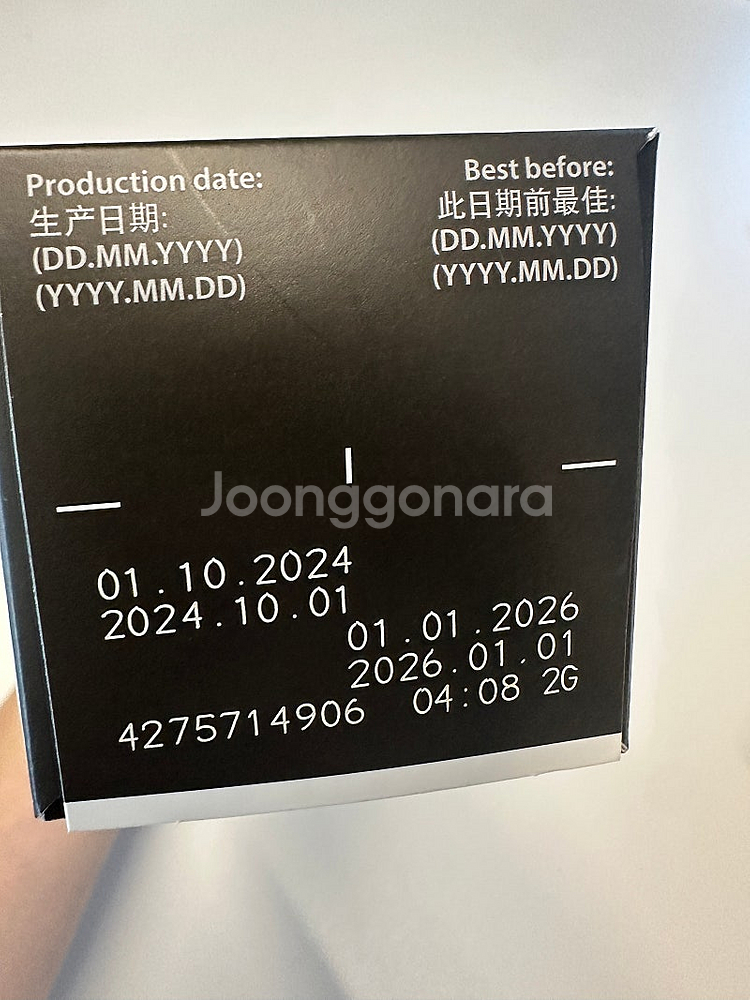 Production date:
生产日期:
(DD.MM.YYYY)
(YYYY.MM.DD)
Best before:
此日期前最佳:
(DD.MM.YYYY)
(YYYY.MM.DD)
Joonggonara
01.10.2024
2024.10.01
01.01.2026
2026.01.01
4275714906 04:08 2G